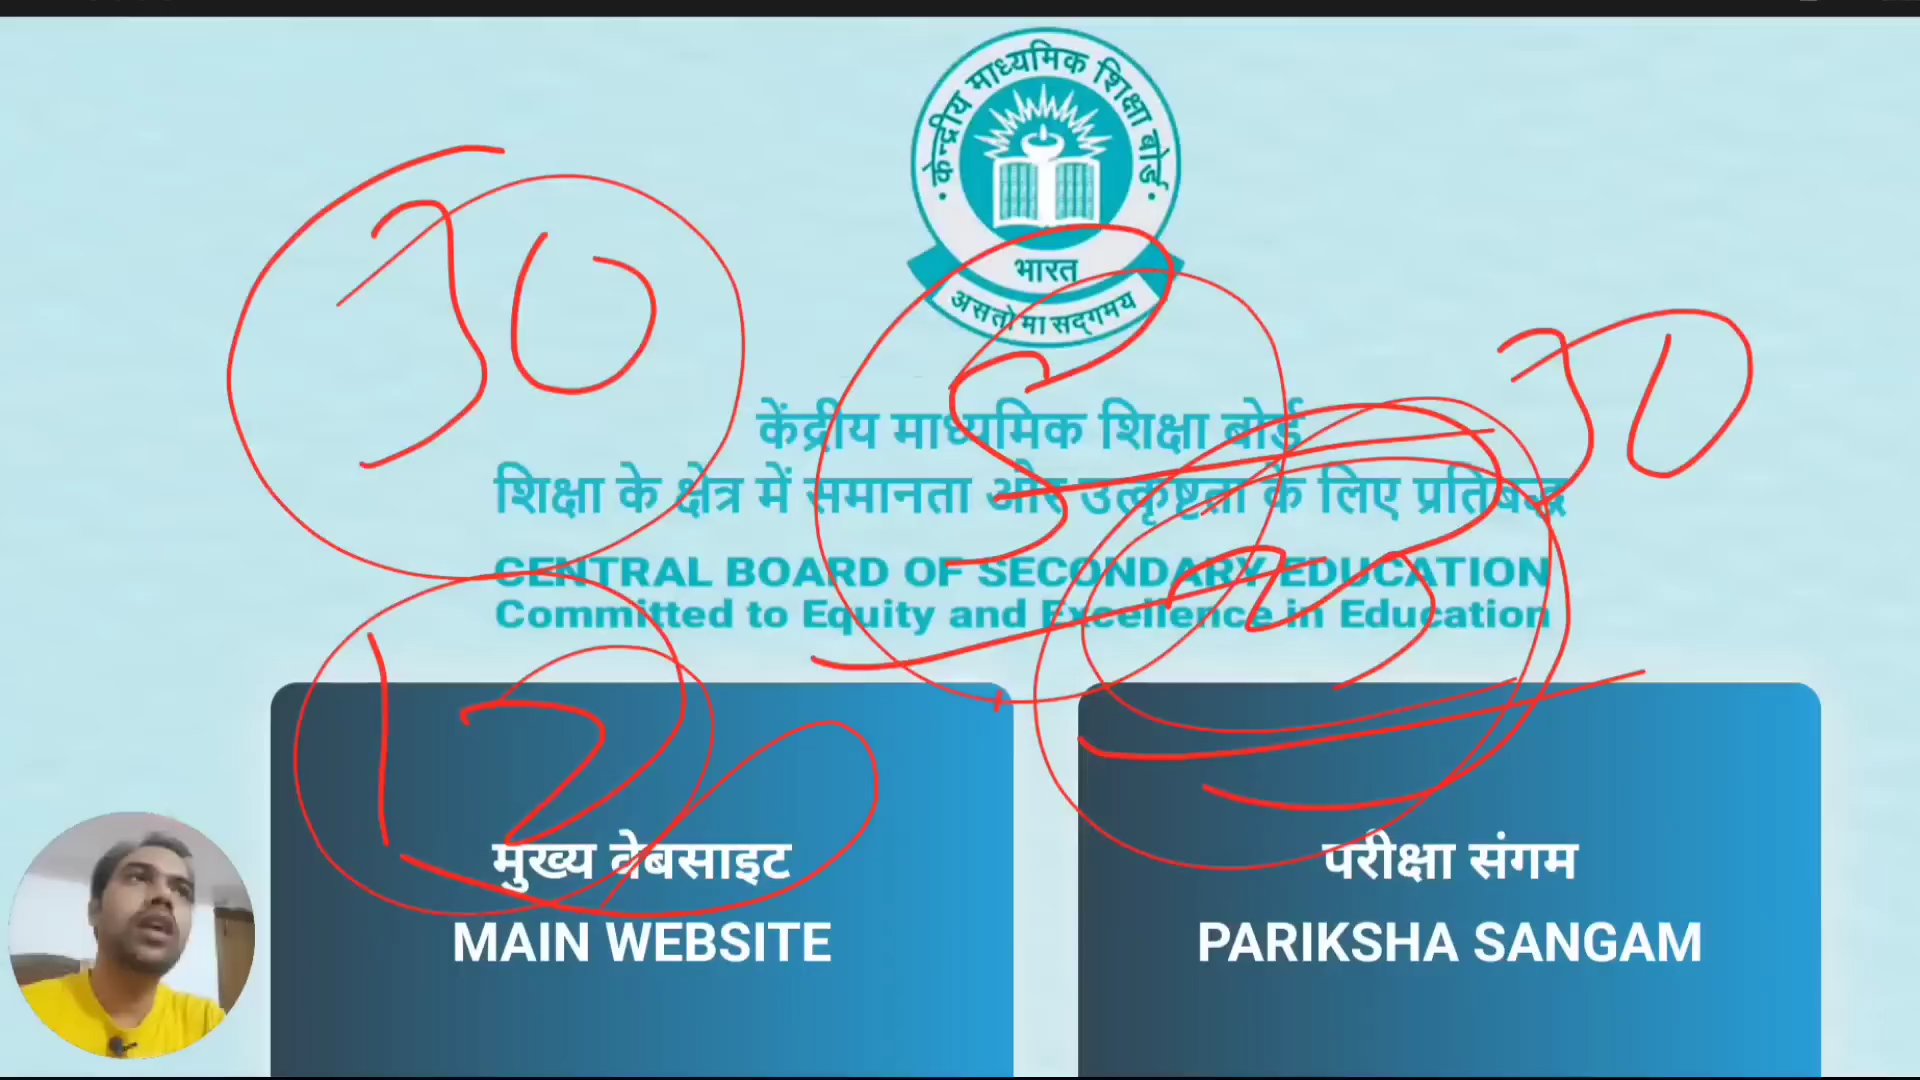 केन्द्रीय माध्यमिक शिक्षा बोर्ड
भारत
असतो मा सद्गमय
30
30
केंद्रीय माध्यमिक शिक्षा बोर्ड
शिक्षा के क्षेत्र में समानता और उत्कृष्टता के लिए प्रतिबद्ध
CENTRAL BOARD OF SECONDARY EDUCATION
Committed to Equity and Excellence in Education
12
मुख्य वेबसाइट
MAIN WEBSITE
परीक्षा संगम
PARIKSHA SANGAM